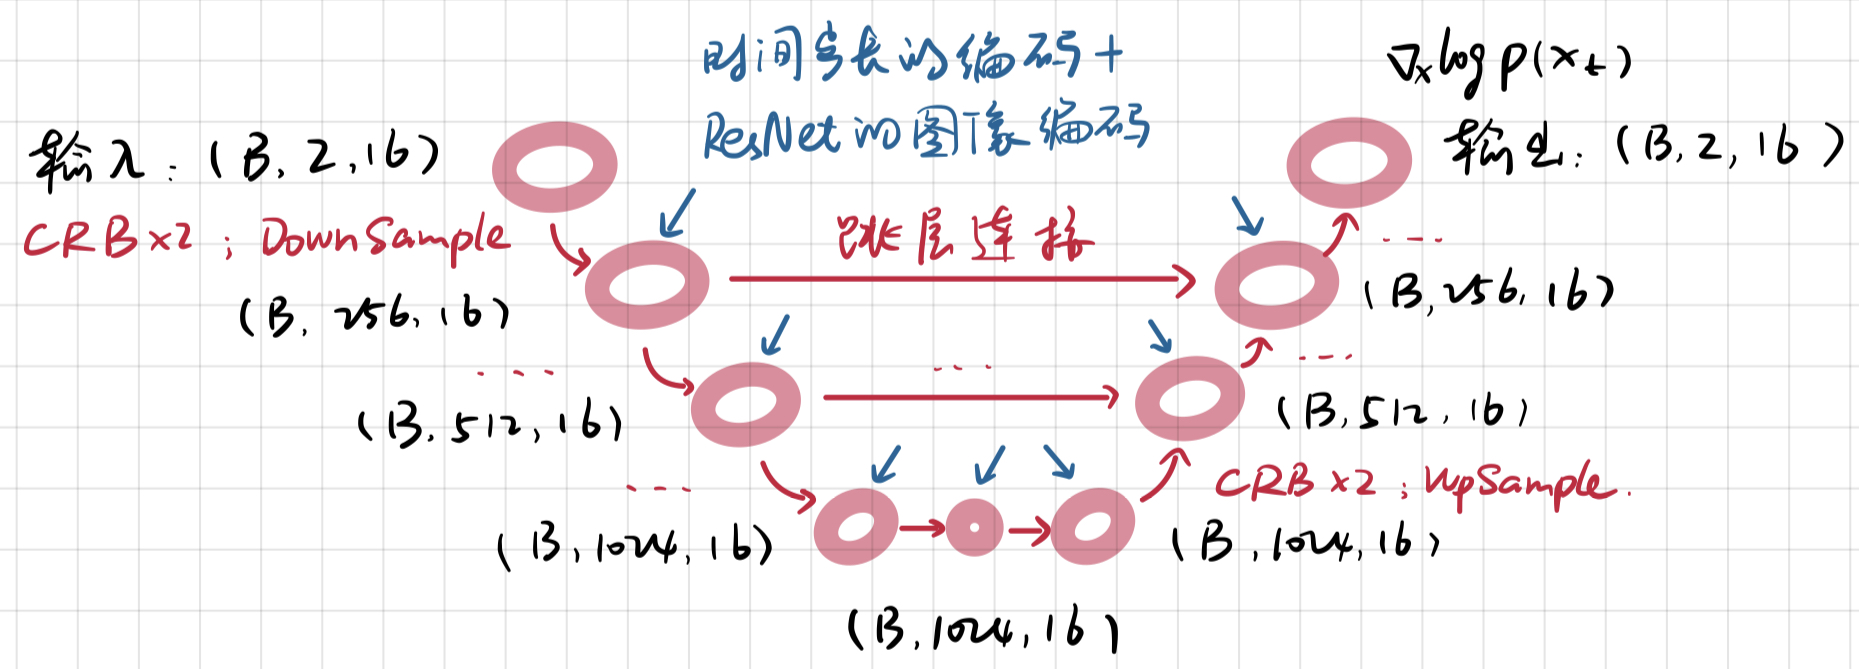 时间步长的编码+
ResNet的图像编码
∇x log p(xt)
输入: (B, 2, 16)
输出: (B, 2, 16)
CRB×2 ; DownSample
跳层连接
...
(B, 256, 16)
(B, 256, 16)
...
...
...
(B, 512, 16)
(B, 512, 16)
...
CRB×2 ; UpSample.
(B, 1024, 16)
(B, 1024, 16)
(B, 1024, 16)